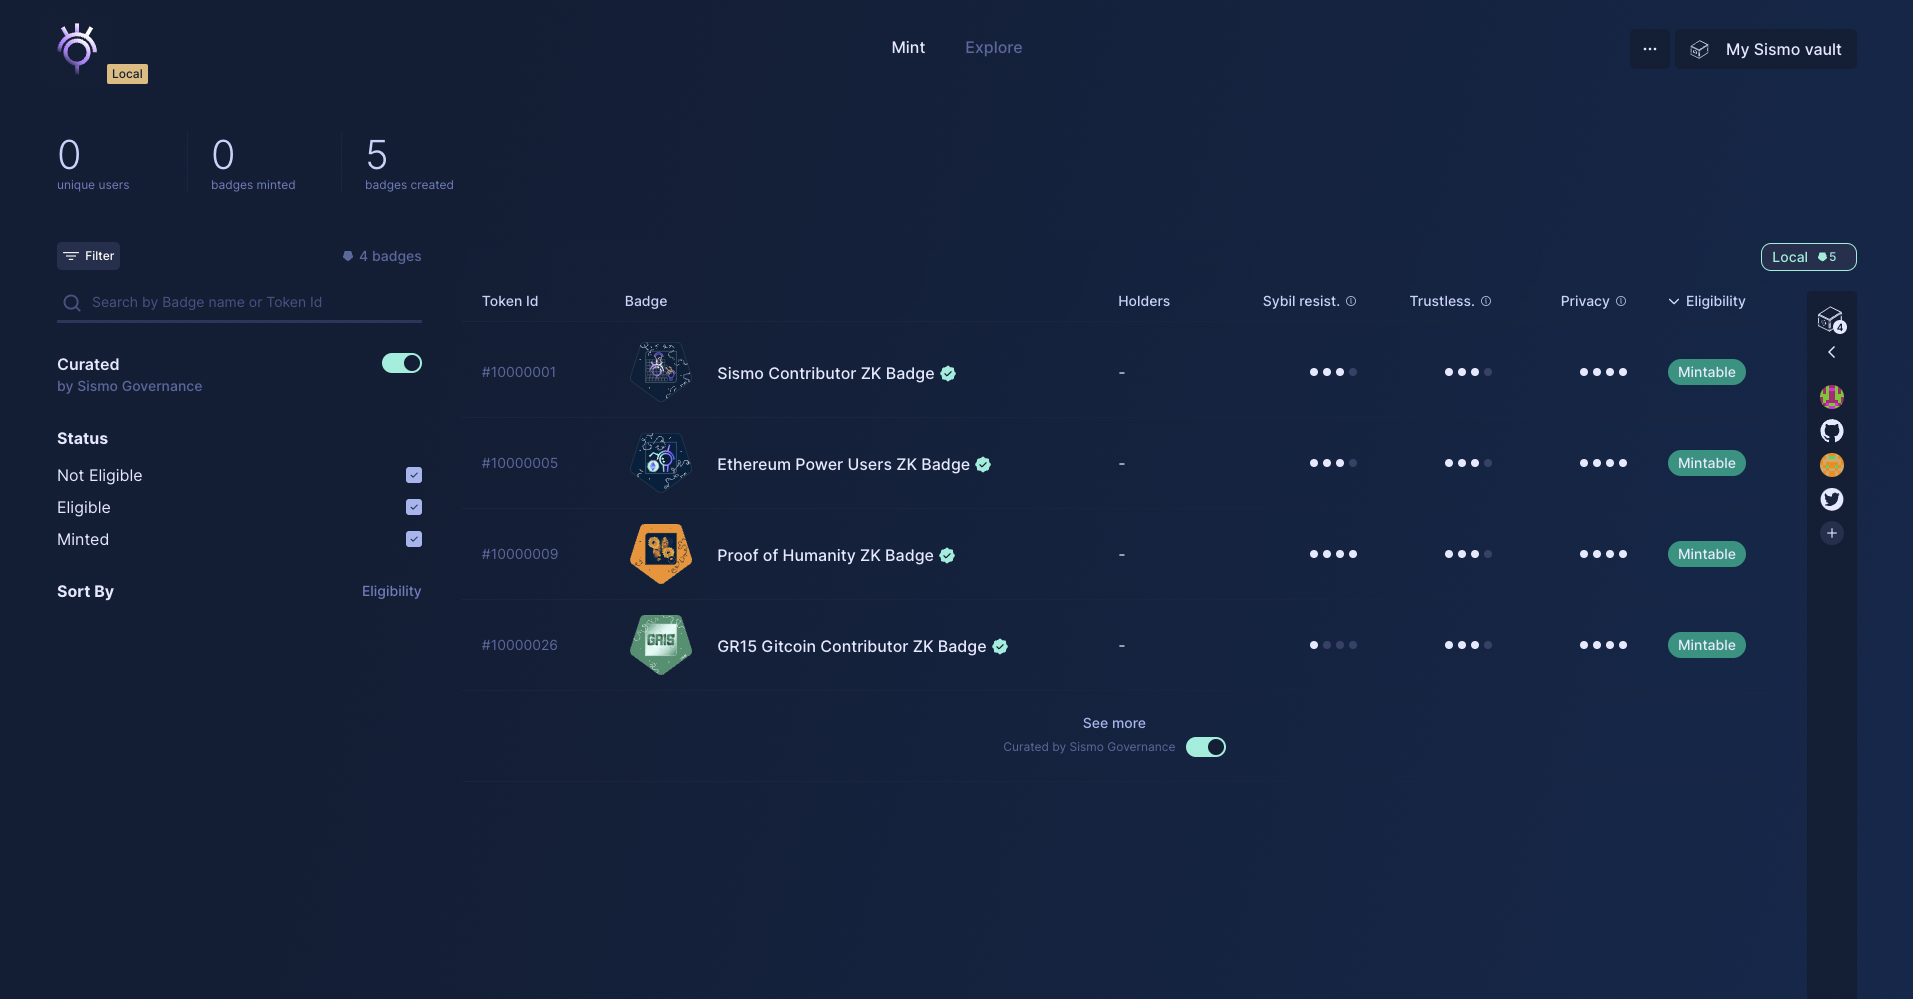 Local
Mint
Explore
...
My Sismo vault
0
unique users
0
badges minted
5
badges created
Filter
4 badges
Local 5
Search by Badge name or Token Id
Curated
by Sismo Governance
Status
Not Eligible
Eligible
Minted
Sort By
Eligibility
Token Id
Badge
Holders
Sybil resist.
Trustless.
Privacy
Eligibility
#10000001
Sismo Contributor ZK Badge
-
Mintable
#10000005
Ethereum Power Users ZK Badge
-
Mintable
#10000009
Proof of Humanity ZK Badge
-
Mintable
#10000026
GR15
GR15 Gitcoin Contributor ZK Badge
-
Mintable
See more
Curated by Sismo Governance
4